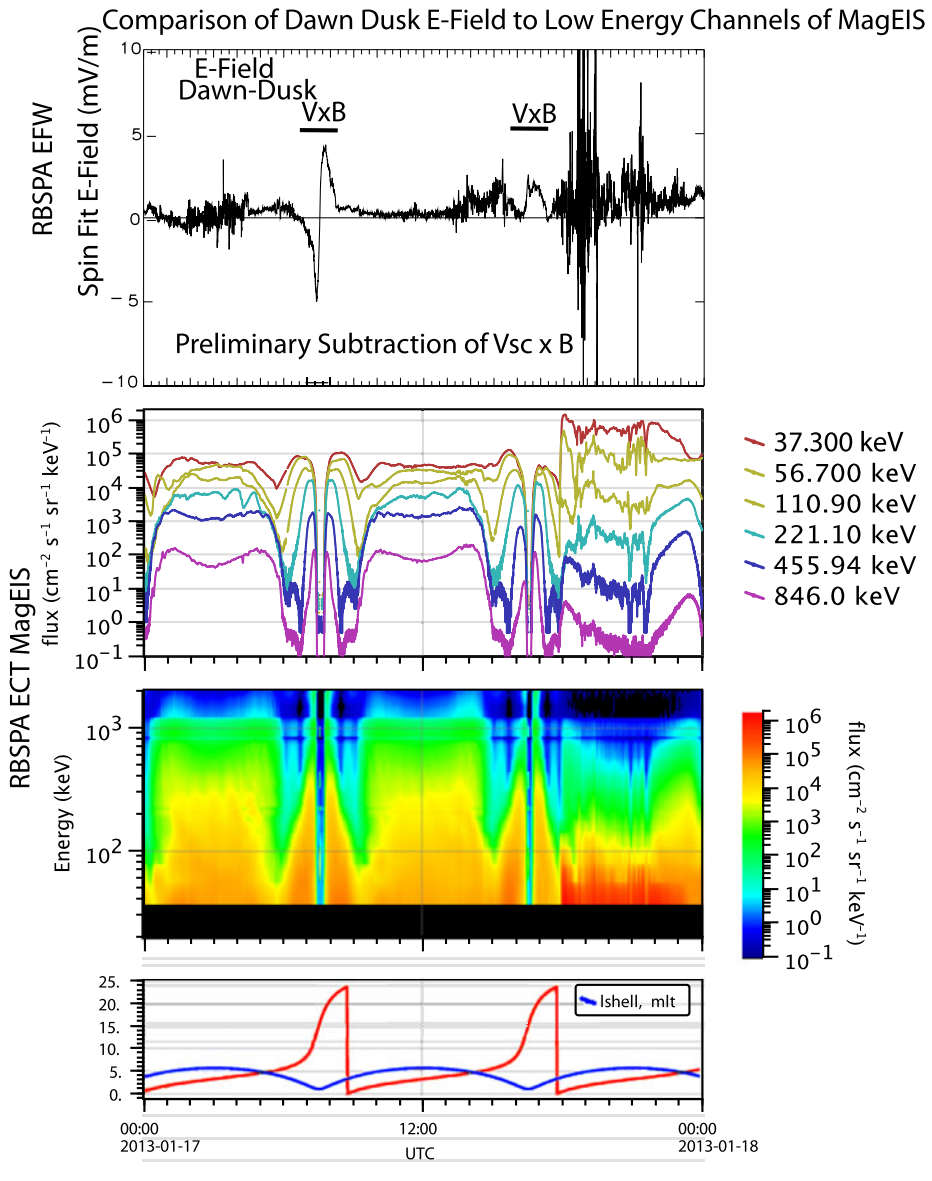 Comparison of Dawn Dusk E-Field to Low Energy Channels of MagEIS
RBSPA EFW
Spin Fit E-Field (mV/m)
10
5
0
−5
−10
E-Field
Dawn-Dusk
VxB
VxB
Preliminary Subtraction of Vsc x B
RBSPA ECT MagEIS
flux (cm⁻² s⁻¹ sr⁻¹ keV⁻¹)
10⁶
10⁵
10⁴
10³
10²
10¹
10⁰
10⁻¹
37.300 keV
56.700 keV
110.90 keV
221.10 keV
455.94 keV
846.0 keV
Energy (keV)
10³
10²
10⁶
10⁵
10⁴
10³
10²
10¹
10⁰
10⁻¹
flux (cm⁻² s⁻¹ sr⁻¹ keV⁻¹)
25.
20.
15.
10.
5.
0.
lshell, mlt
00:00
2013-01-17
12:00
UTC
00:00
2013-01-18